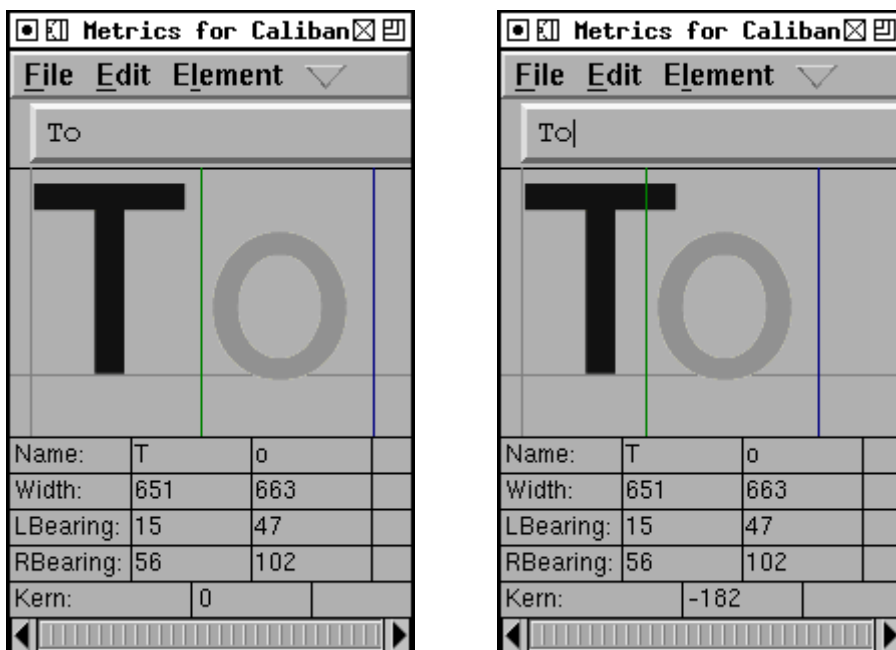 Metrics for Caliban
File Edit Element
To
To
Name: T o
Width: 651 663
LBearing: 15 47
RBearing: 56 102
Kern: 0
Metrics for Caliban
File Edit Element
To
To
Name: T o
Width: 651 663
LBearing: 15 47
RBearing: 56 102
Kern: -182